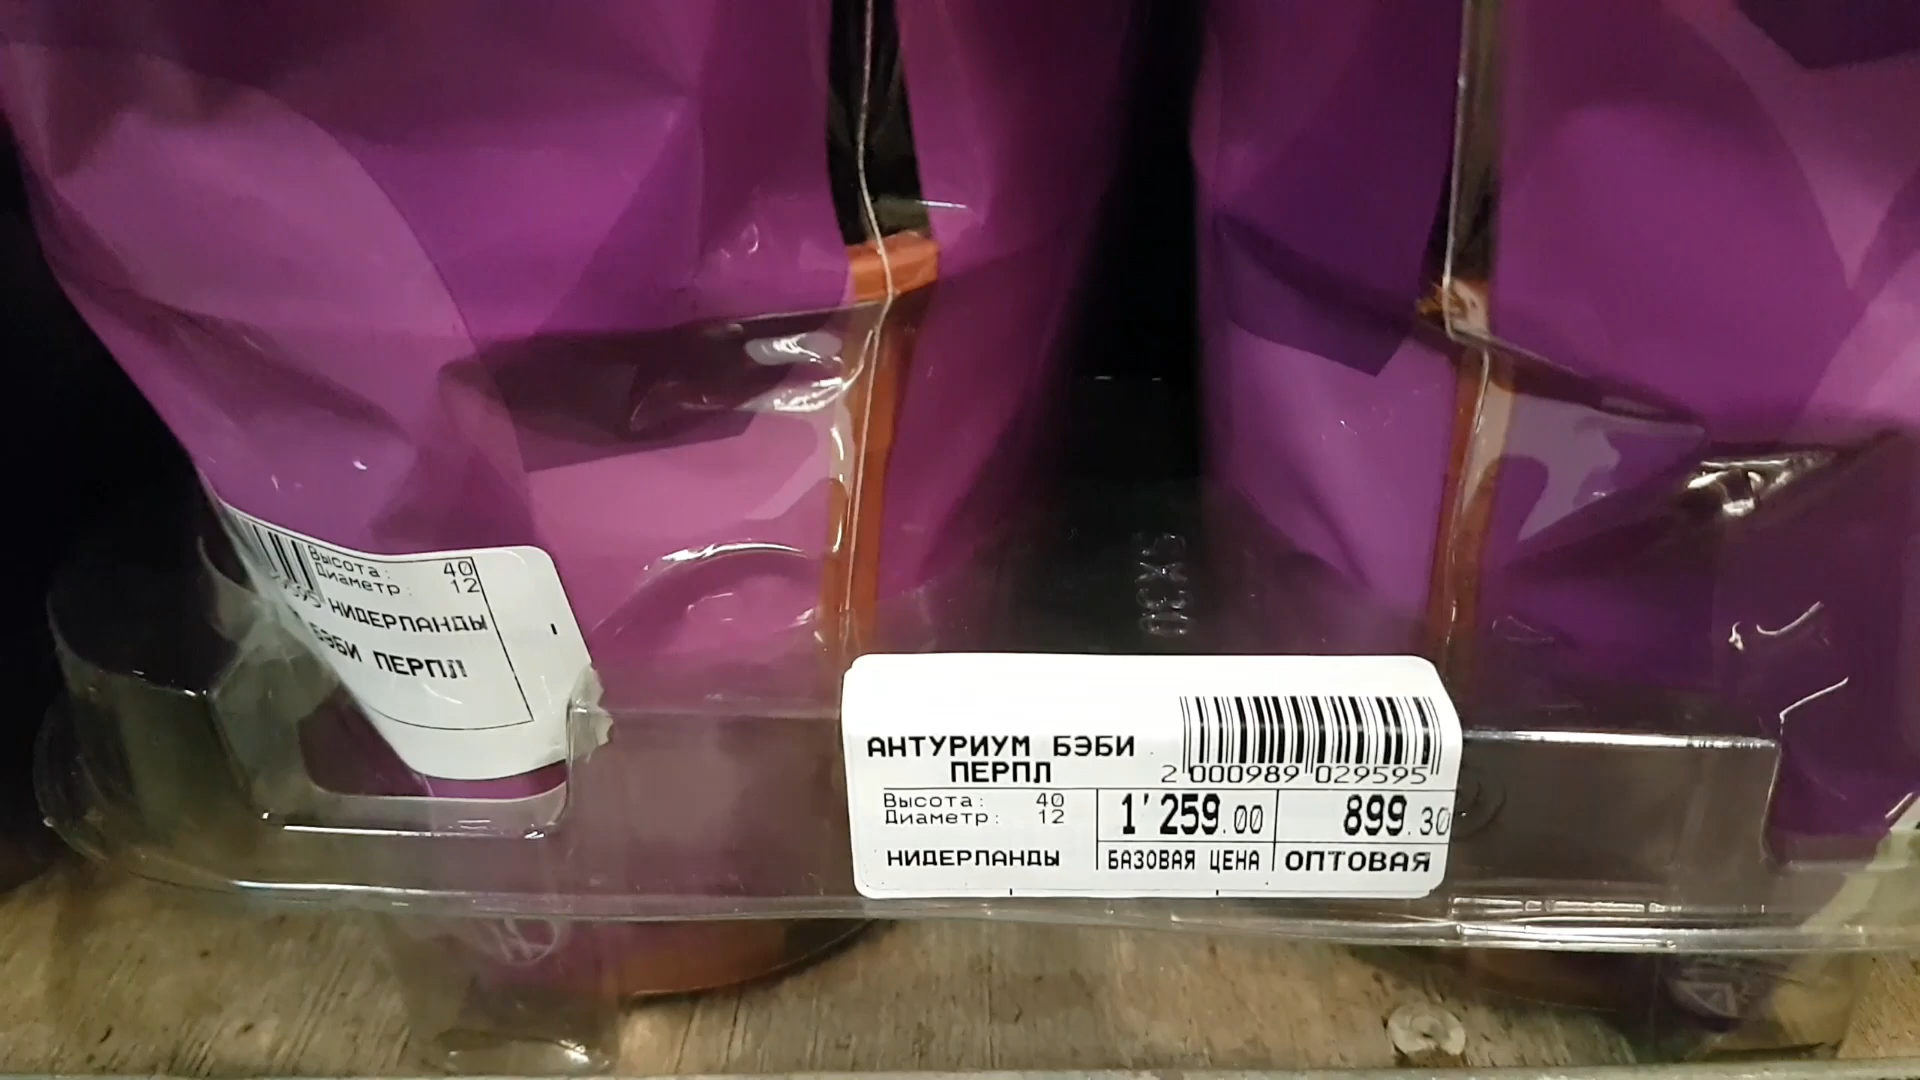 Высота: 40
Диаметр: 12
НИДЕРЛАНДЫ
БЭБИ ПЕРПЛ
АНТУРИУМ БЭБИ
ПЕРПЛ
2 000989 029595
Высота: 40
Диаметр: 12
1'259.00
899.30
НИДЕРЛАНДЫ
БАЗОВАЯ ЦЕНА
ОПТОВАЯ